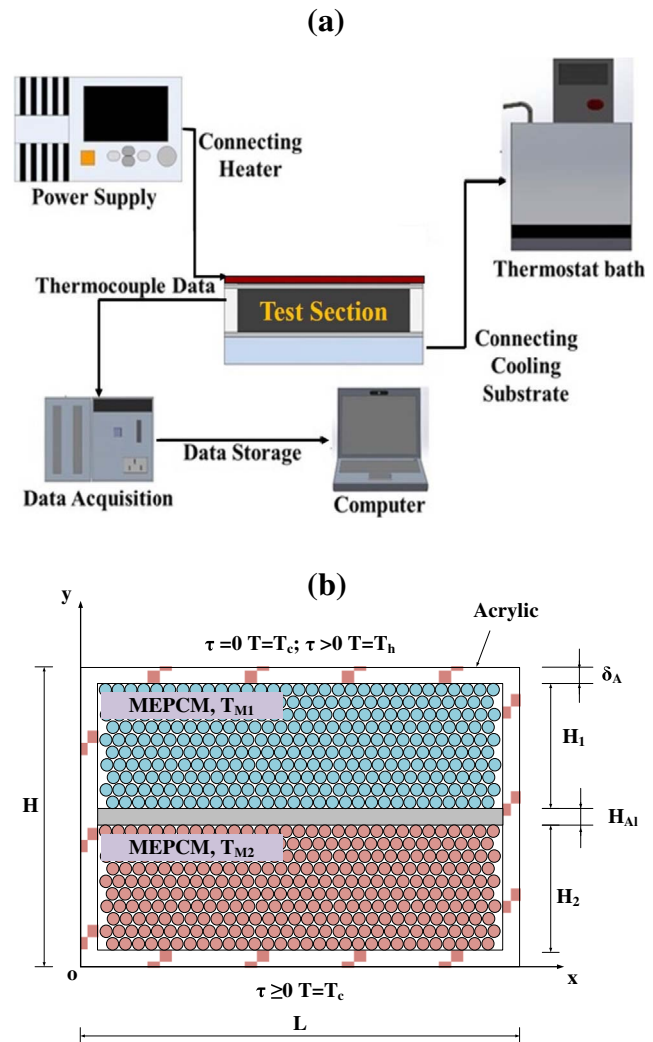 (a)
Power Supply
Connecting
Heater
Thermostat bath
Thermocouple Data
Test Section
Connecting
Cooling
Substrate
Data Acquisition
Data Storage
Computer
(b)
y
Acrylic
τ =0 T=Tc; τ >0 T=Th
δA
MEPCM, TM1
H1
H
HAl
MEPCM, TM2
H2
o
x
τ ≥0 T=Tc
L